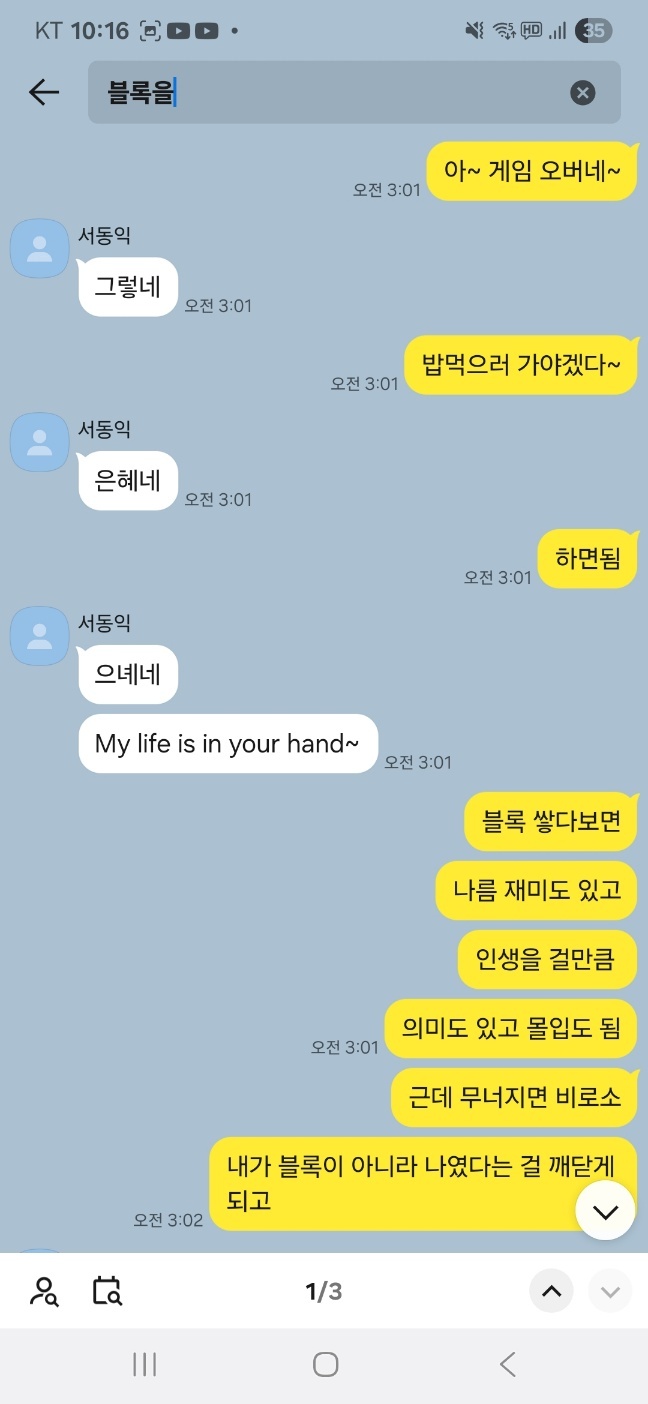 KT 10:16
HD
35
블록을
아~ 게임 오버네~
오전 3:01
서동익
그렇네
오전 3:01
밥먹으러 가야겠다~
오전 3:01
서동익
은혜네
오전 3:01
하면됨
오전 3:01
서동익
으녜네
My life is in your hand~
오전 3:01
블록 쌓다보면
나름 재미도 있고
인생을 걸만큼
의미도 있고 몰입도 됨
오전 3:01
근데 무너지면 비로소
내가 블록이 아니라 나였다는 걸 깨닫게
되고
오전 3:02
1/3